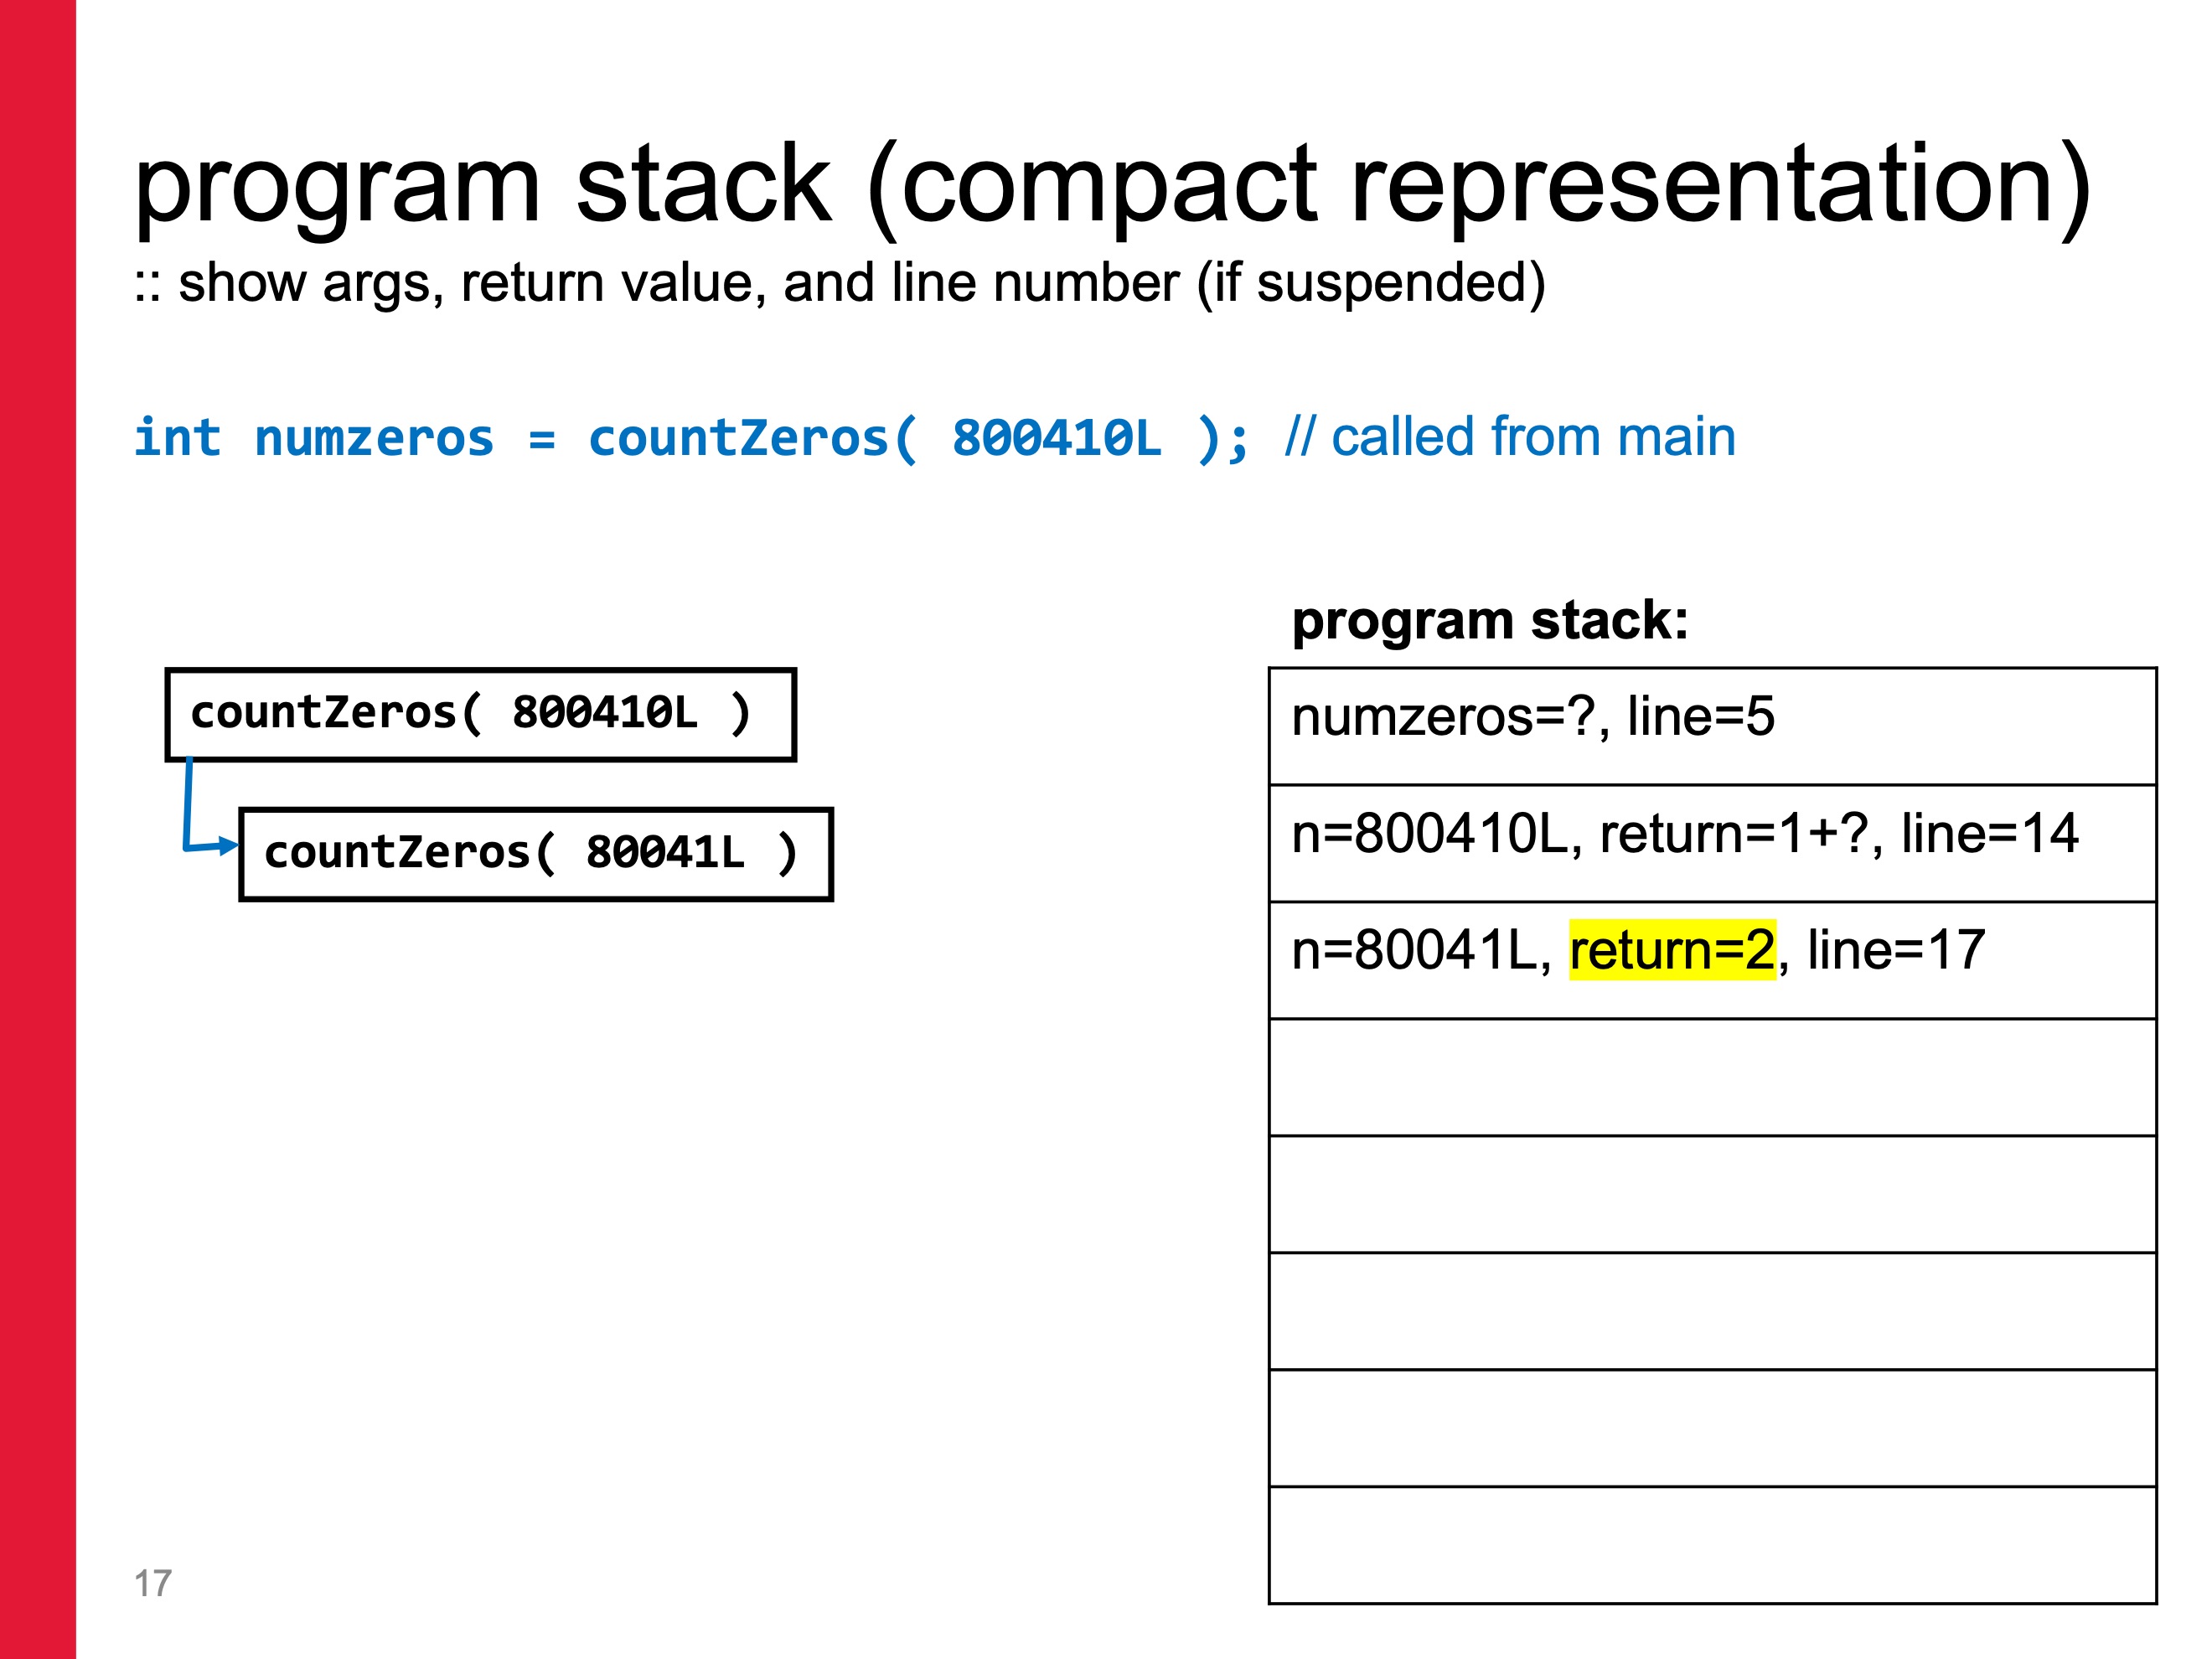 program stack (compact representation)
:: show args, return value, and line number (if suspended)
int numzeros = countZeros( 800410L ); // called from main
countZeros( 800410L )
countZeros( 80041L )
program stack:
numzeros=?, line=5
n=800410L, return=1+?, line=14
n=80041L, return=2, line=17
17